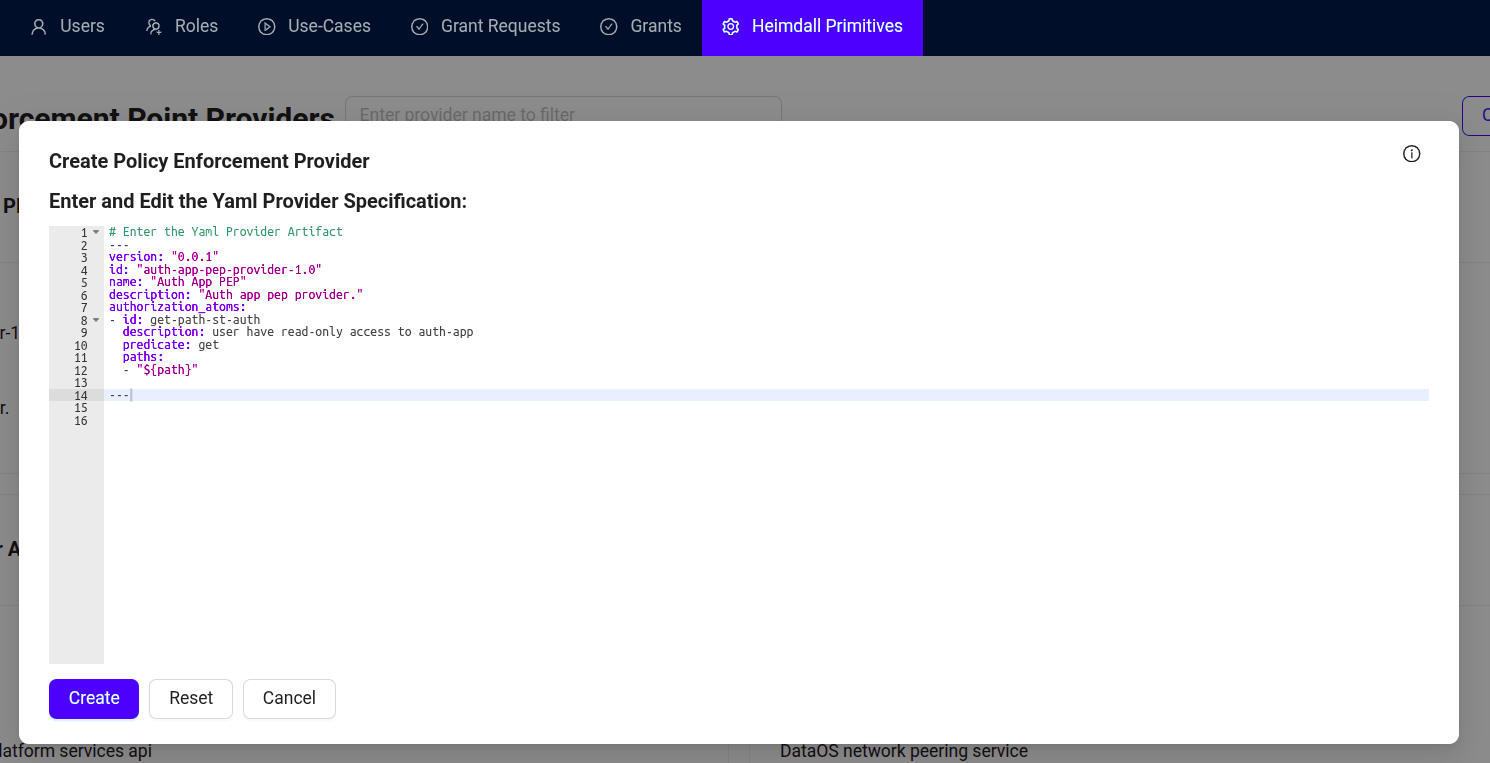 Users Roles Use-Cases Grant Requests Grants Heimdall Primitives
orcement Point Providers Enter provider name to filter
Create Policy Enforcement Provider
Enter and Edit the Yaml Provider Specification:
1 # Enter the Yaml Provider Artifact
2 ---
3 version: "0.0.1"
4 id: "auth-app-pep-provider-1.0"
5 name: "Auth App PEP"
6 description: "Auth app pep provider."
7 authorization_atoms:
8 - id: get-path-st-auth
9 description: user have read-only access to auth-app
10 predicate: get
11 paths:
12 - "${path}"
13
14 ---
15
16
r-1
r.
r A
Create Reset Cancel
latform services api DataOS network peering service